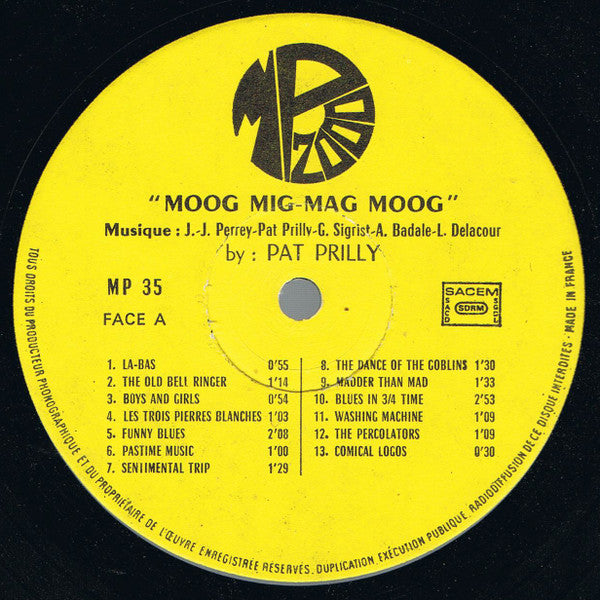 MP 2000
"MOOG MIG-MAG MOOG"
Musique : J.-J. Perrey-Pat Prilly-G. Sigrist-A. Badale-L. Delacour
by : PAT PRILLY
MP 35
FACE A
SACEM
SACD
SDRM
SGDL
1. LA-BAS 0'55
2. THE OLD BELL RINGER 1'14
3. BOYS AND GIRLS 0'54
4. LES TROIS PIERRES BLANCHES 1'03
5. FUNNY BLUES 2'08
6. PASTIME MUSIC 1'00
7. SENTIMENTAL TRIP 1'29
8. THE DANCE OF THE GOBLINS 1'30
9. MADDER THAN MAD 1'33
10. BLUES IN 3/4 TIME 2'53
11. WASHING MACHINE 1'09
12. THE PERCOLATORS 1'09
13. COMICAL LOGOS 0'30
TOUS DROITS DU PRODUCTEUR PHONOGRAPHIQUE ET DU PROPRIÉTAIRE DE L'ŒUVRE ENREGISTRÉE RÉSERVÉS. DUPLICATION, EXÉCUTION PUBLIQUE, RADIODIFFUSION DE CE DISQUE INTERDITES - MADE IN FRANCE